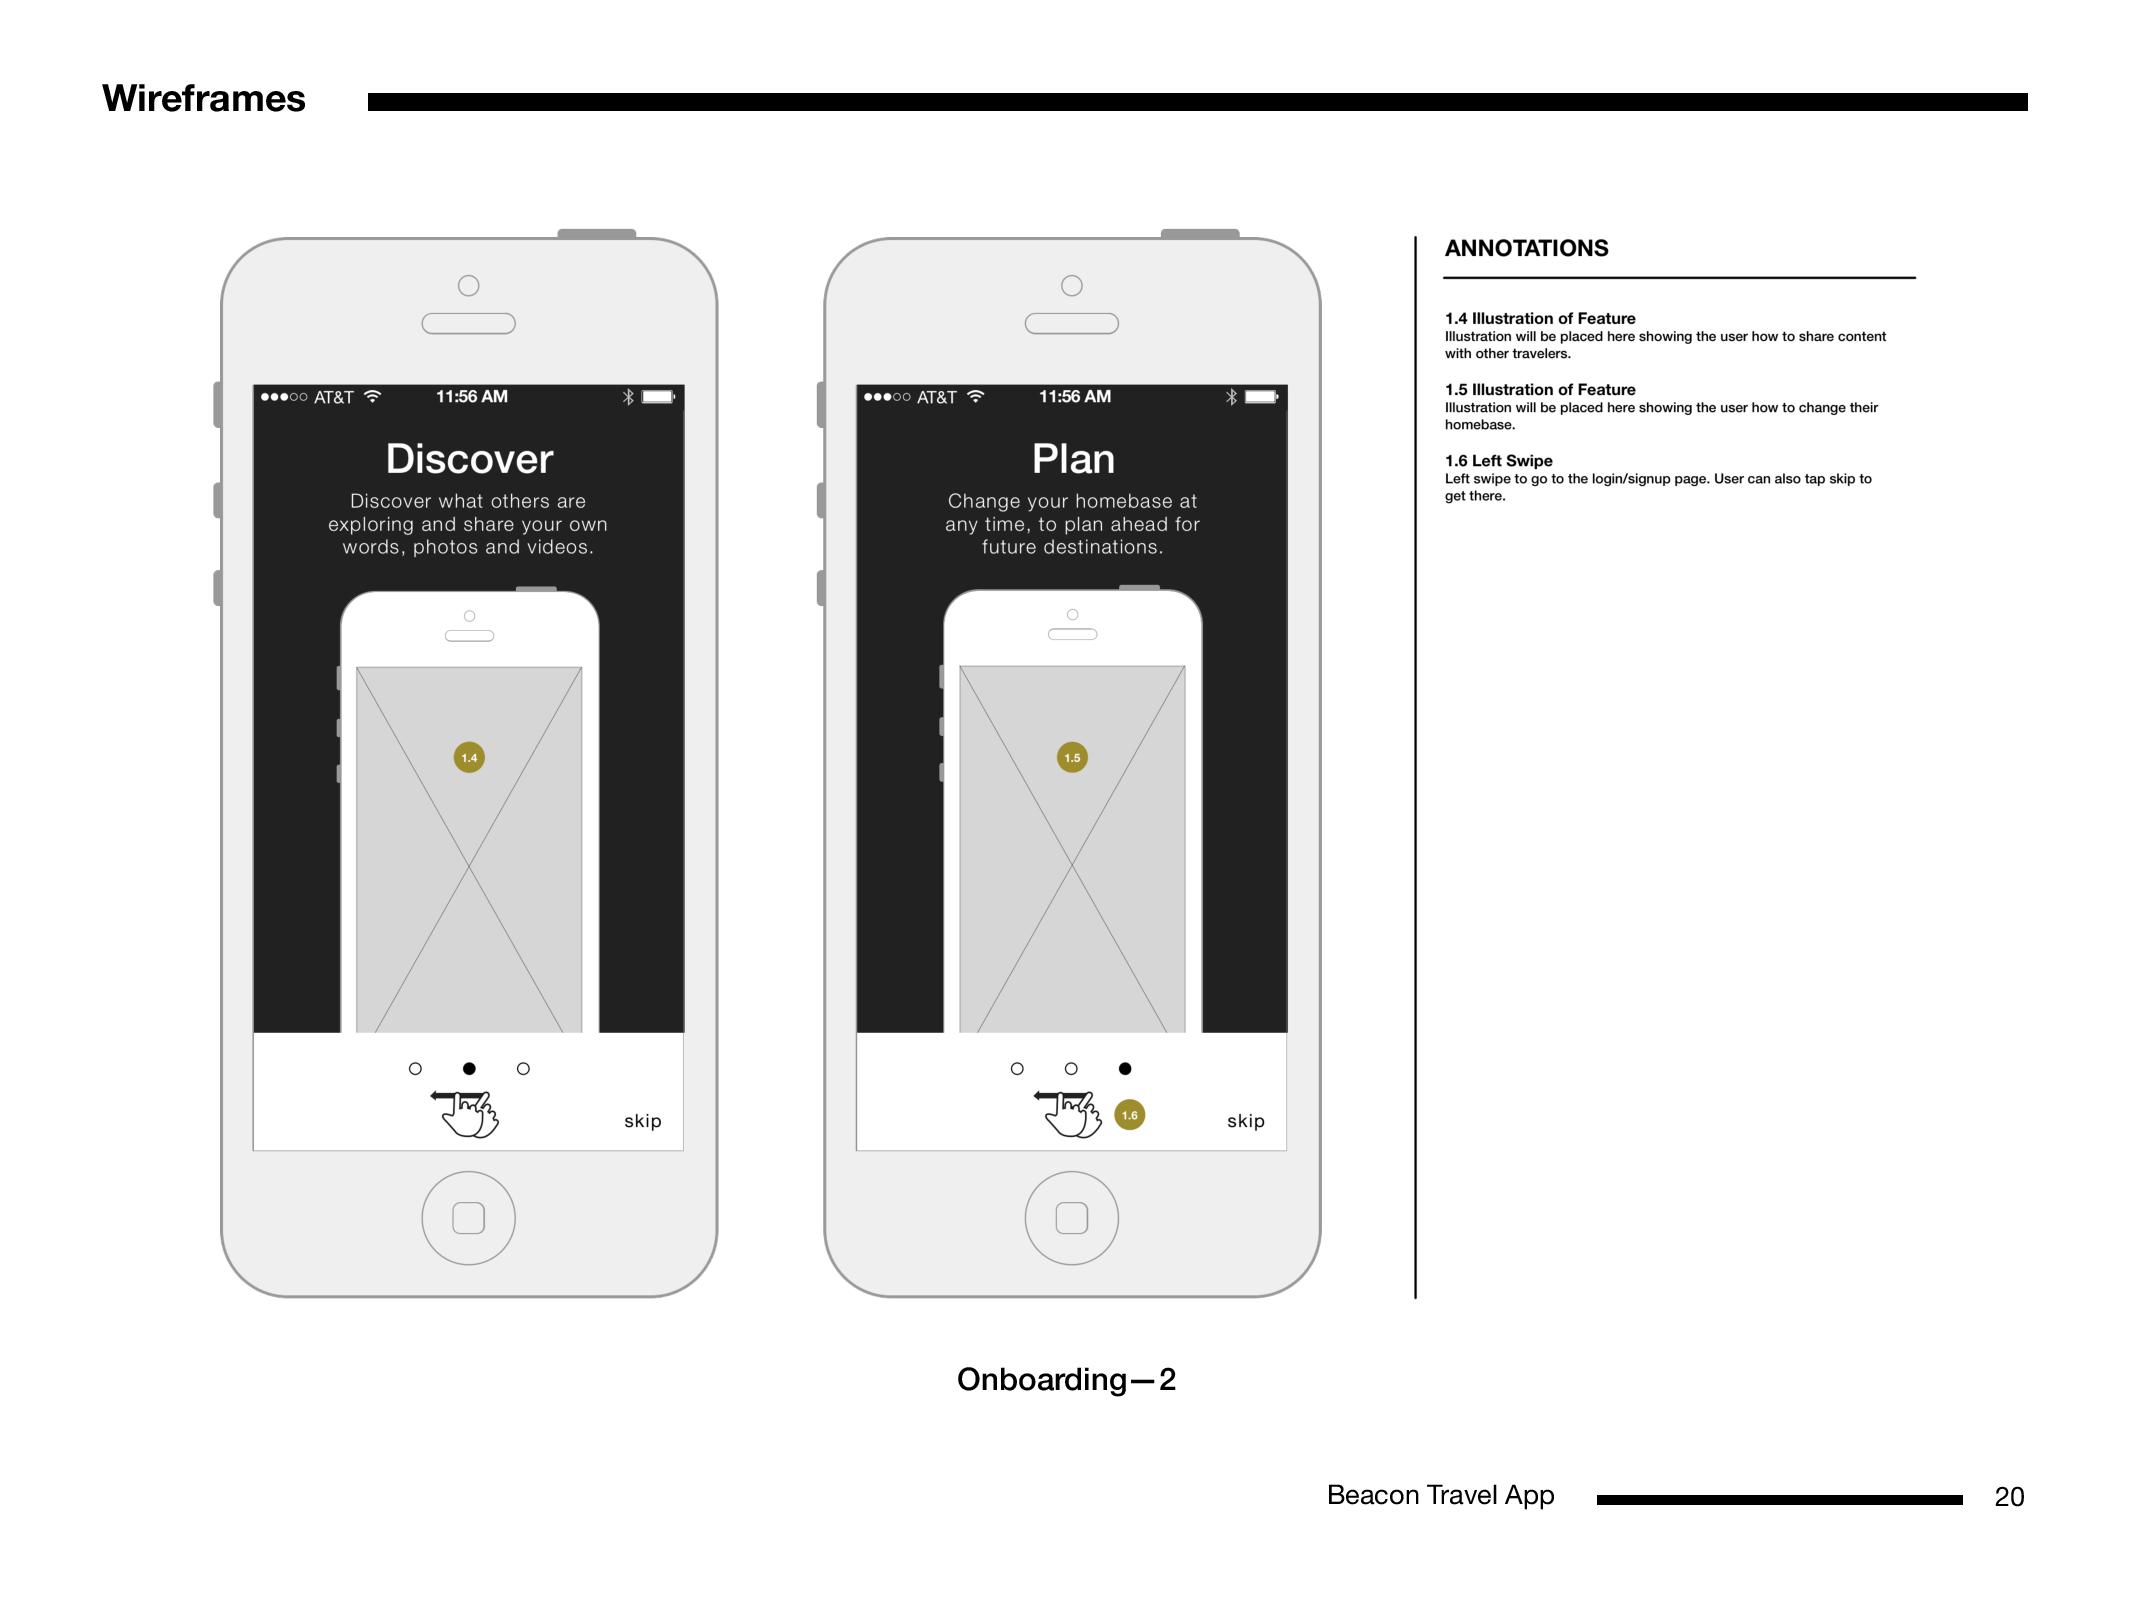 Wireframes
AT&T 11:56 AM
Discover
Discover what others are
exploring and share your own
words, photos and videos.
1.4
skip
AT&T 11:56 AM
Plan
Change your homebase at
any time, to plan ahead for
future destinations.
1.5
1.6
skip
ANNOTATIONS
1.4 Illustration of Feature
Illustration will be placed here showing the user how to share content
with other travelers.
1.5 Illustration of Feature
Illustration will be placed here showing the user how to change their
homebase.
1.6 Left Swipe
Left swipe to go to the login/signup page. User can also tap skip to
get there.
Onboarding—2
Beacon Travel App 20